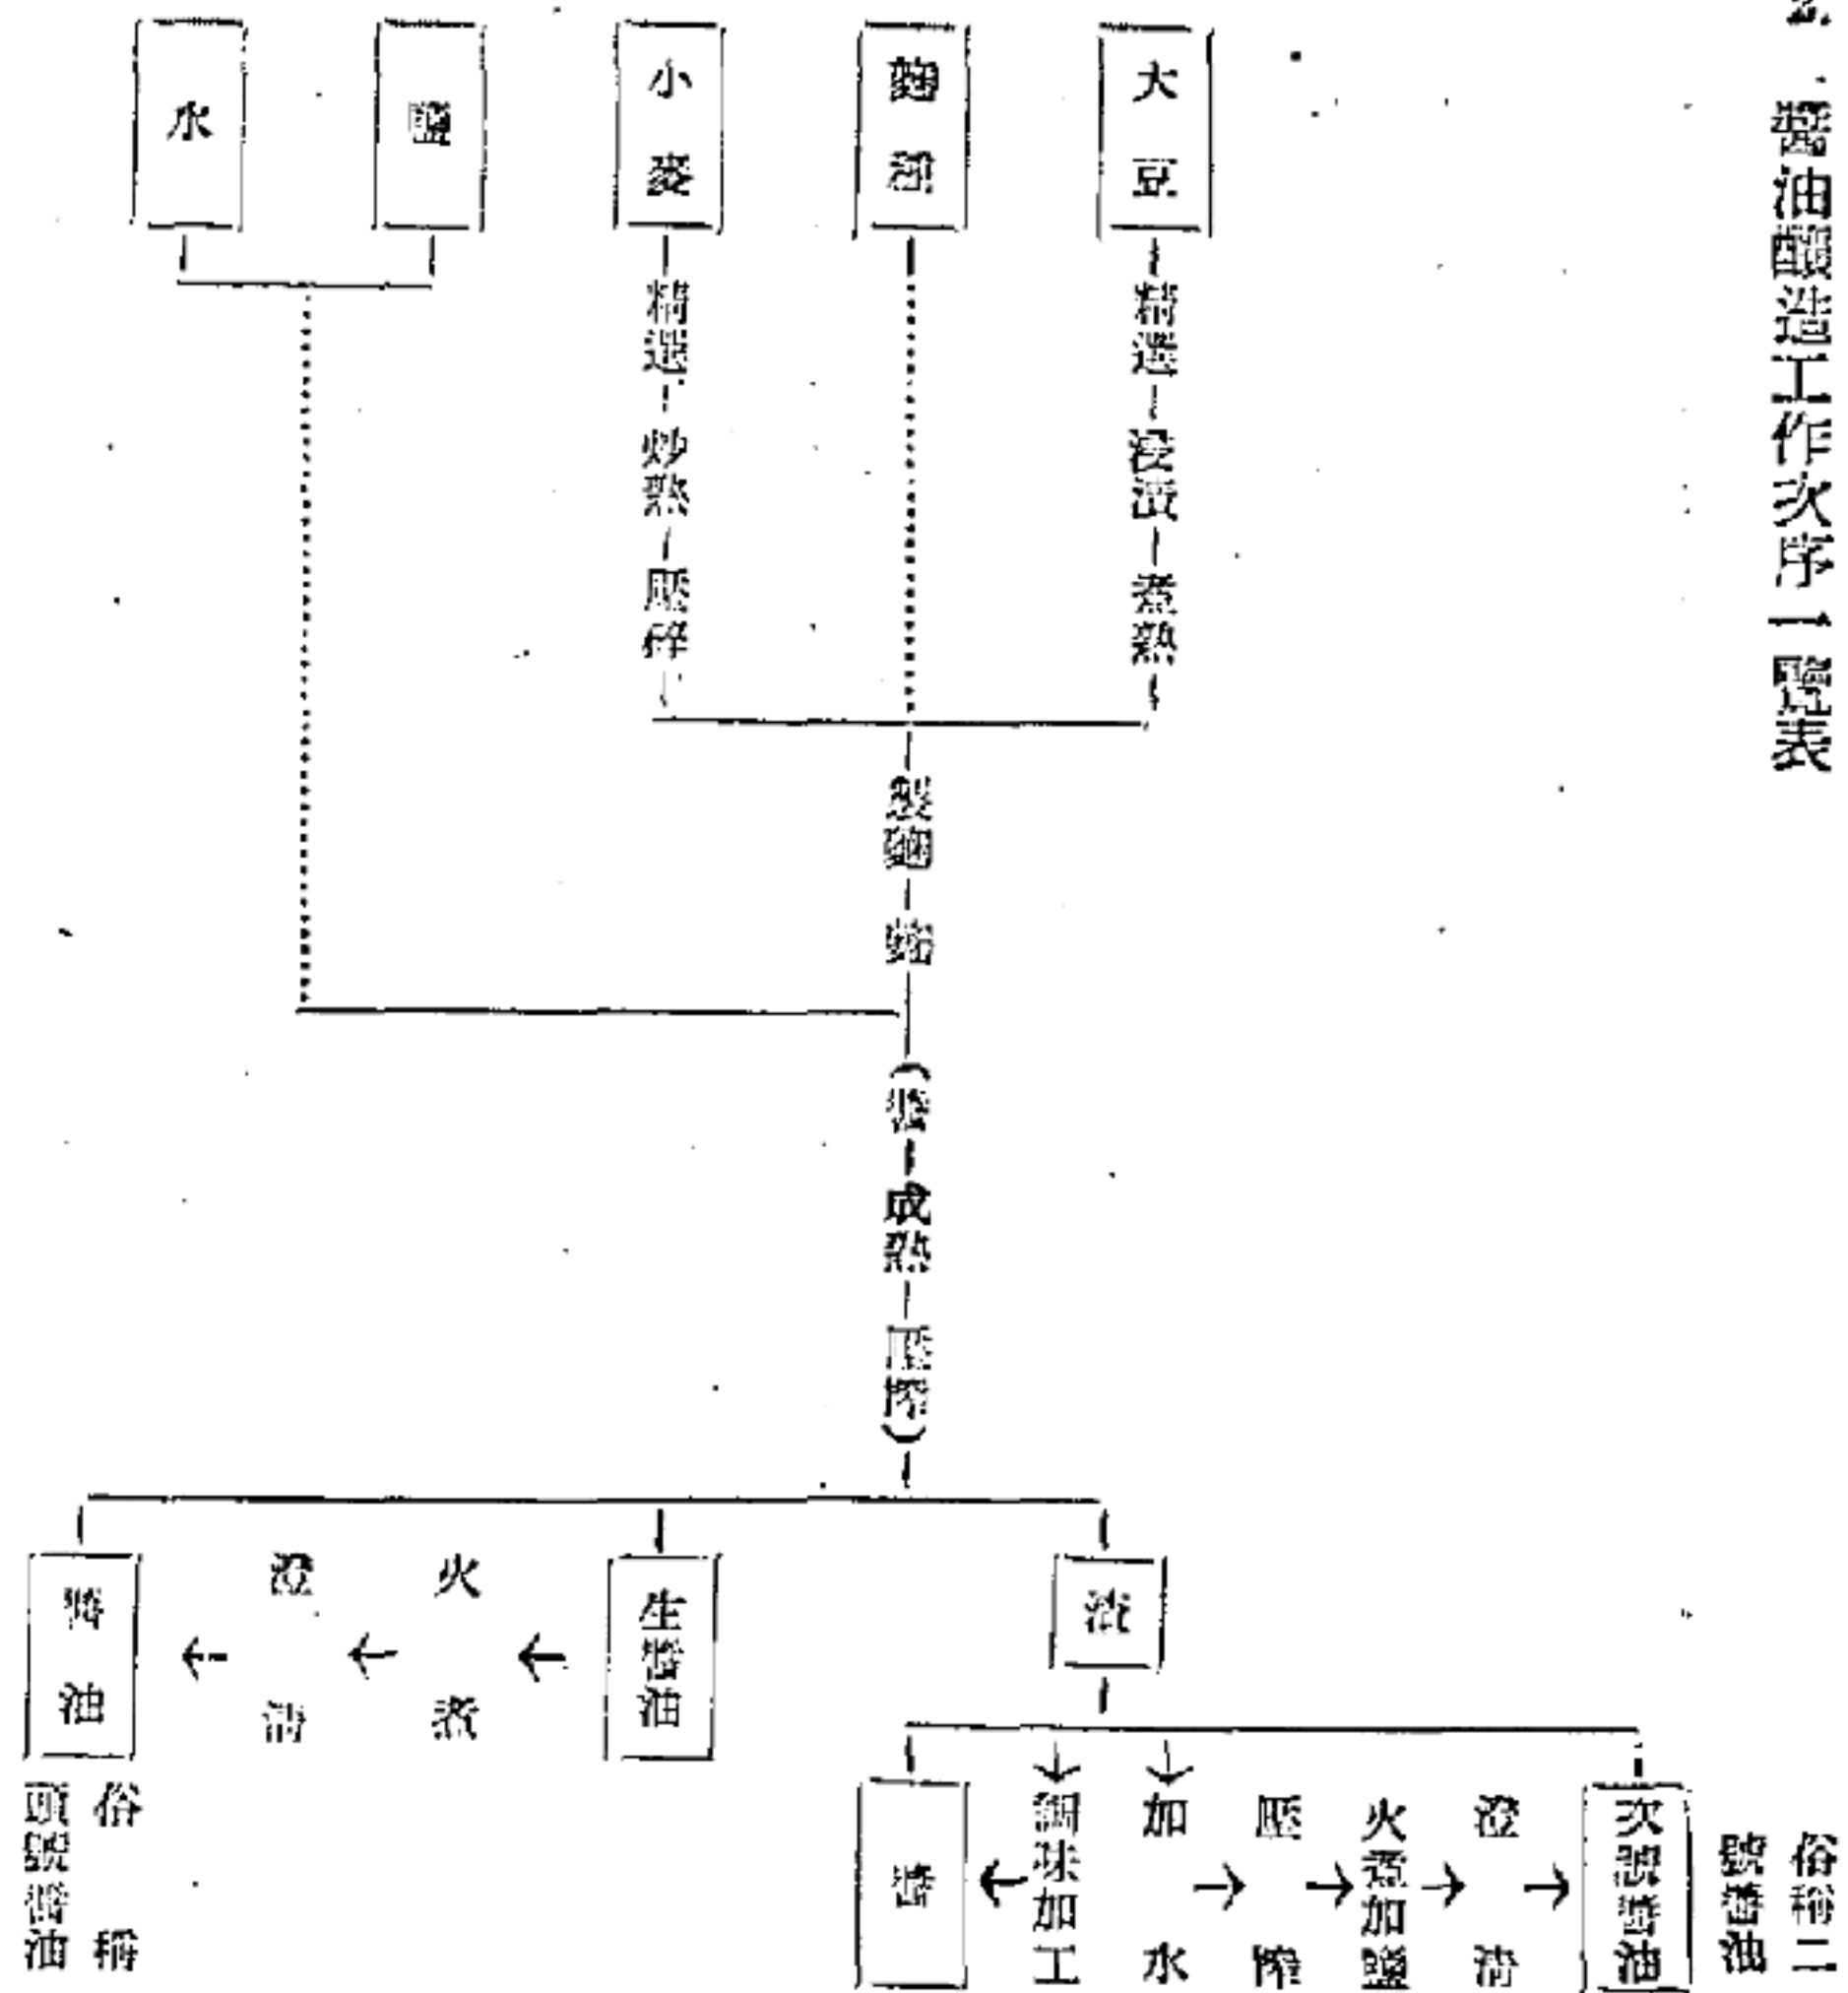 2. 醬油釀造工作次序一覽表
大豆
精選—浸漬—煮熟
麴種
小麥
精選—炒熟—壓碎
鹽
水
製麴—麴
(醬—成熟—壓榨)
渣
次號醬油
俗稱二號醬油
澄清
火煮加鹽
壓榨
加水
調味加工
醬
生醬油
火煮
澄清
醬油
俗稱
頭號醬油